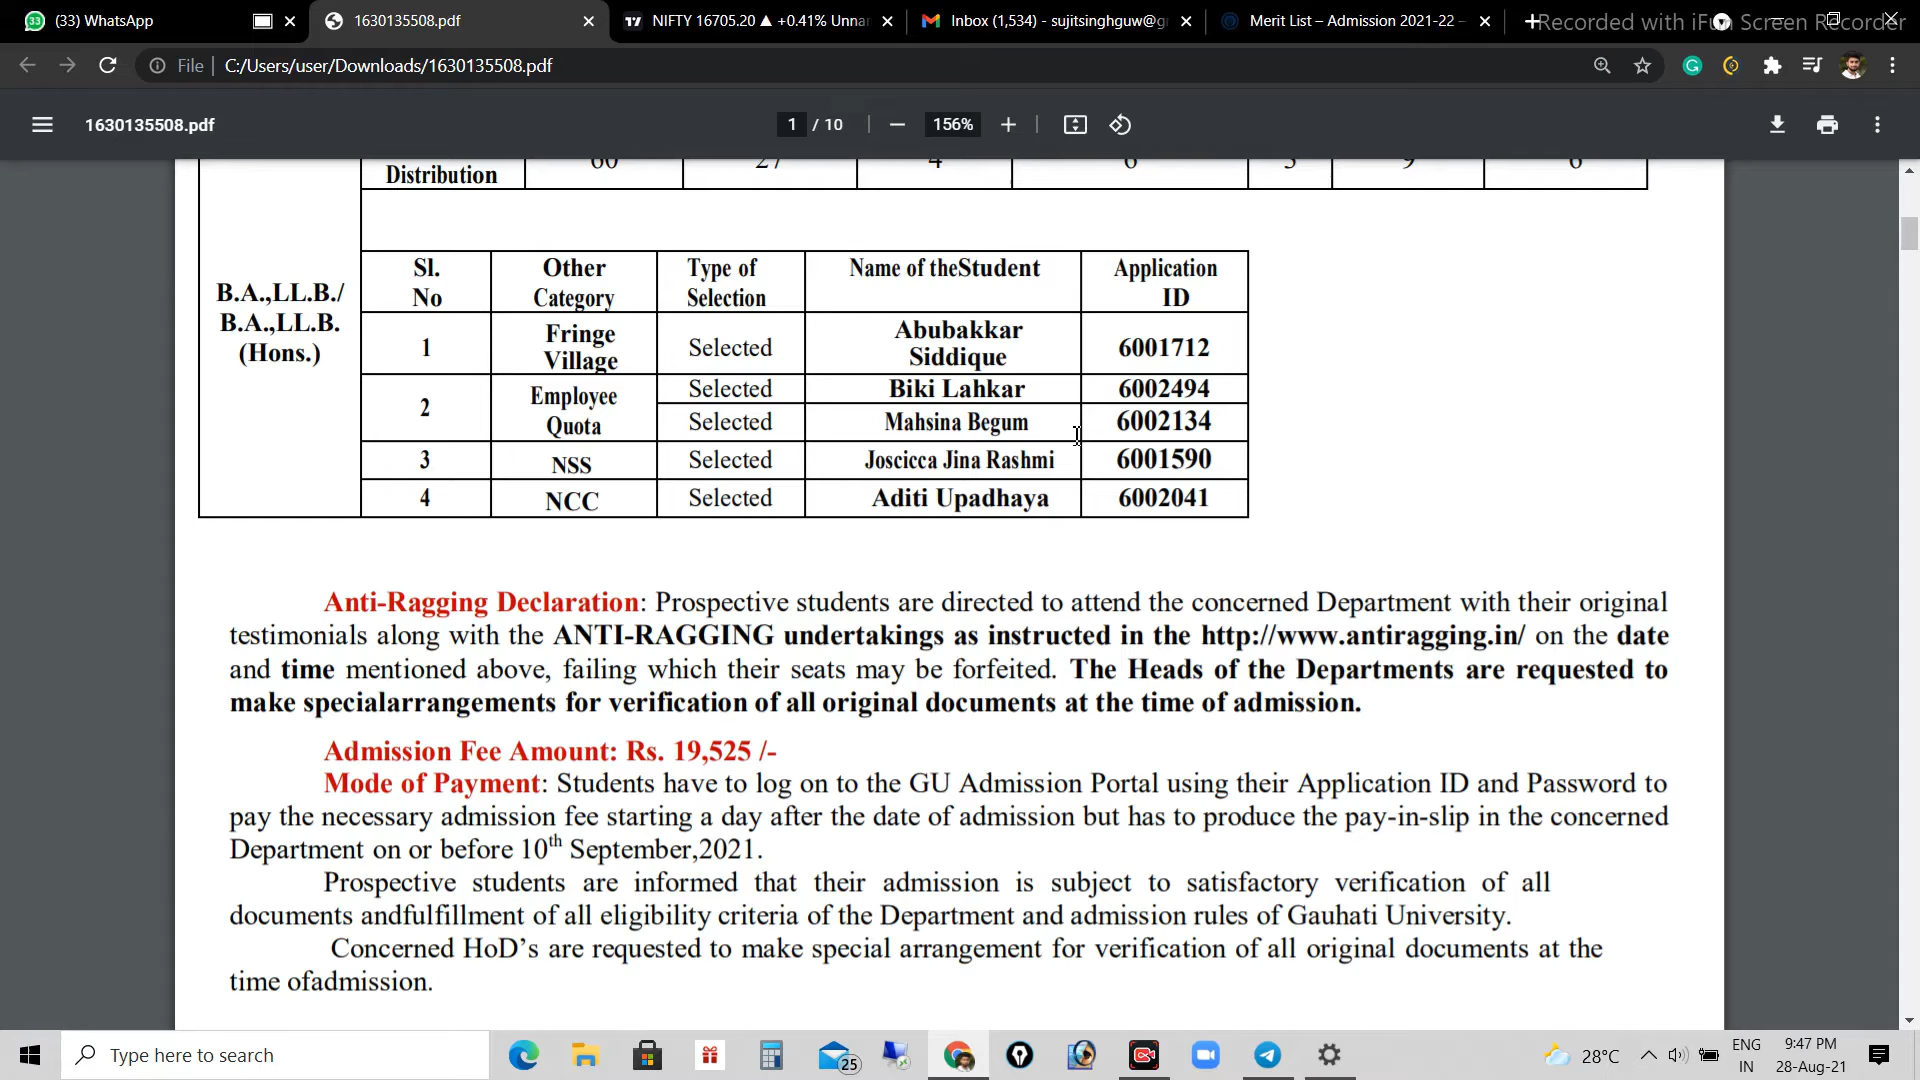 (33) WhatsApp
1630135508.pdf
NIFTY 16705.20 ▲ +0.41% Unna
Inbox (1,534) - sujitsinghguw@g
Merit List – Admission 2021-22 –
Recorded with iFun Screen Recorder
File | C:/Users/user/Downloads/1630135508.pdf
1630135508.pdf
1 / 10
156%
Distribution 60 27 4 6 3 9 6
B.A.,LL.B./
B.A.,LL.B.
(Hons.)
Sl. No Other Category Type of Selection Name of theStudent Application ID
1 Fringe Village Selected Abubakkar Siddique 6001712
2 Employee Quota Selected Biki Lahkar 6002494
Selected Mahsina Begum 6002134
3 NSS Selected Joscicca Jina Rashmi 6001590
4 NCC Selected Aditi Upadhaya 6002041
Anti-Ragging Declaration: Prospective students are directed to attend the concerned Department with their original
testimonials along with the ANTI-RAGGING undertakings as instructed in the http://www.antiragging.in/ on the date
and time mentioned above, failing which their seats may be forfeited. The Heads of the Departments are requested to
make specialarrangements for verification of all original documents at the time of admission.
Admission Fee Amount: Rs. 19,525 /-
Mode of Payment: Students have to log on to the GU Admission Portal using their Application ID and Password to
pay the necessary admission fee starting a day after the date of admission but has to produce the pay-in-slip in the concerned
Department on or before 10th September,2021.
Prospective students are informed that their admission is subject to satisfactory verification of all
documents andfulfillment of all eligibility criteria of the Department and admission rules of Gauhati University.
Concerned HoD’s are requested to make special arrangement for verification of all original documents at the
time ofadmission.
Type here to search
25
28°C
ENG
IN
9:47 PM
28-Aug-21